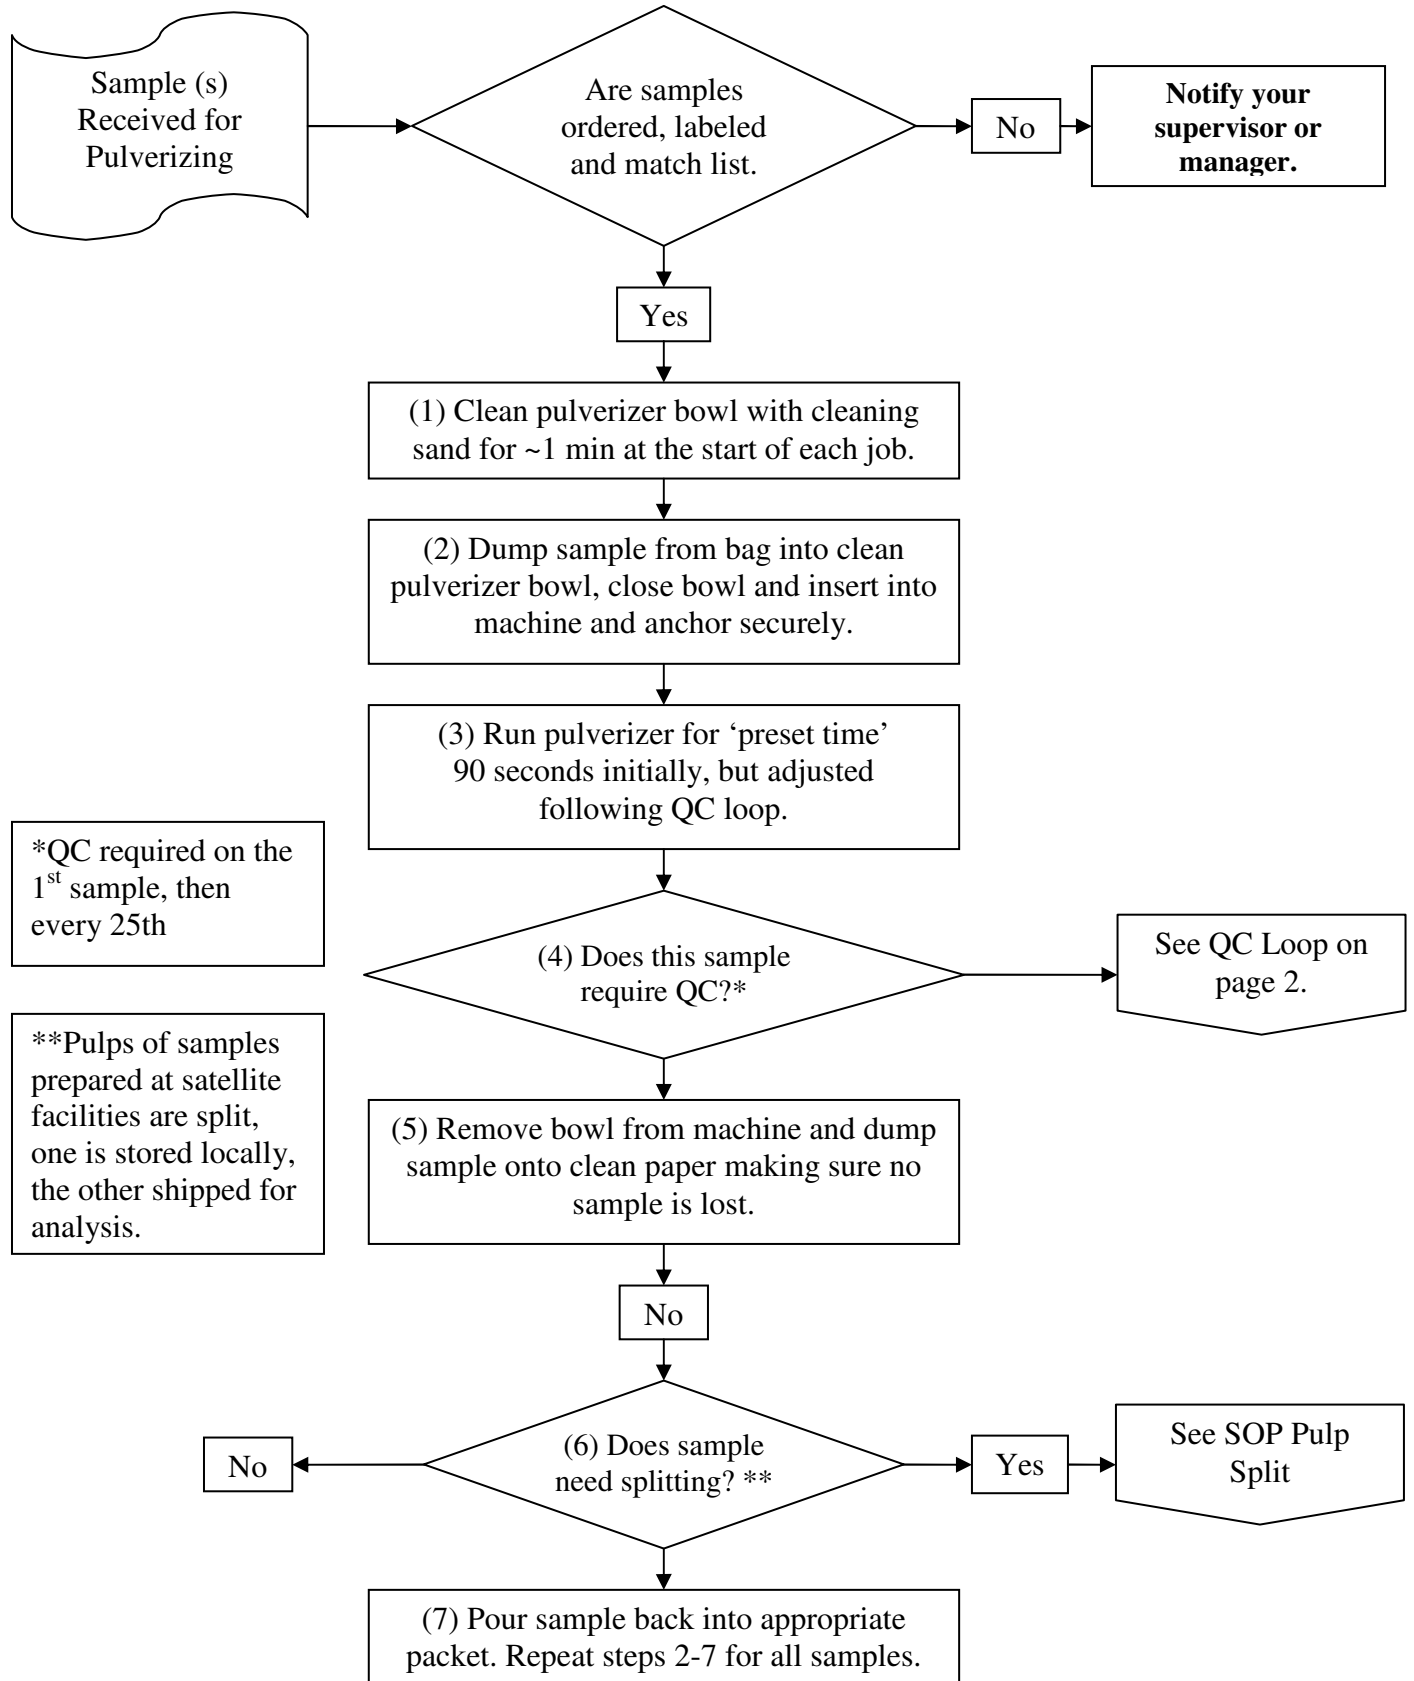 Sample (s)
Received for
Pulverizing
Are samples
ordered, labeled
and match list.
No
Notify your
supervisor or
manager.
Yes
(1) Clean pulverizer bowl with cleaning
sand for ~1 min at the start of each job.
(2) Dump sample from bag into clean
pulverizer bowl, close bowl and insert into
machine and anchor securely.
(3) Run pulverizer for ‘preset time’
90 seconds initially, but adjusted
following QC loop.
*QC required on the
1st sample, then
every 25th
(4) Does this sample
require QC?*
See QC Loop on
page 2.
**Pulps of samples
prepared at satellite
facilities are split,
one is stored locally,
the other shipped for
analysis.
(5) Remove bowl from machine and dump
sample onto clean paper making sure no
sample is lost.
No
No
(6) Does sample
need splitting? **
Yes
See SOP Pulp
Split
(7) Pour sample back into appropriate
packet. Repeat steps 2-7 for all samples.